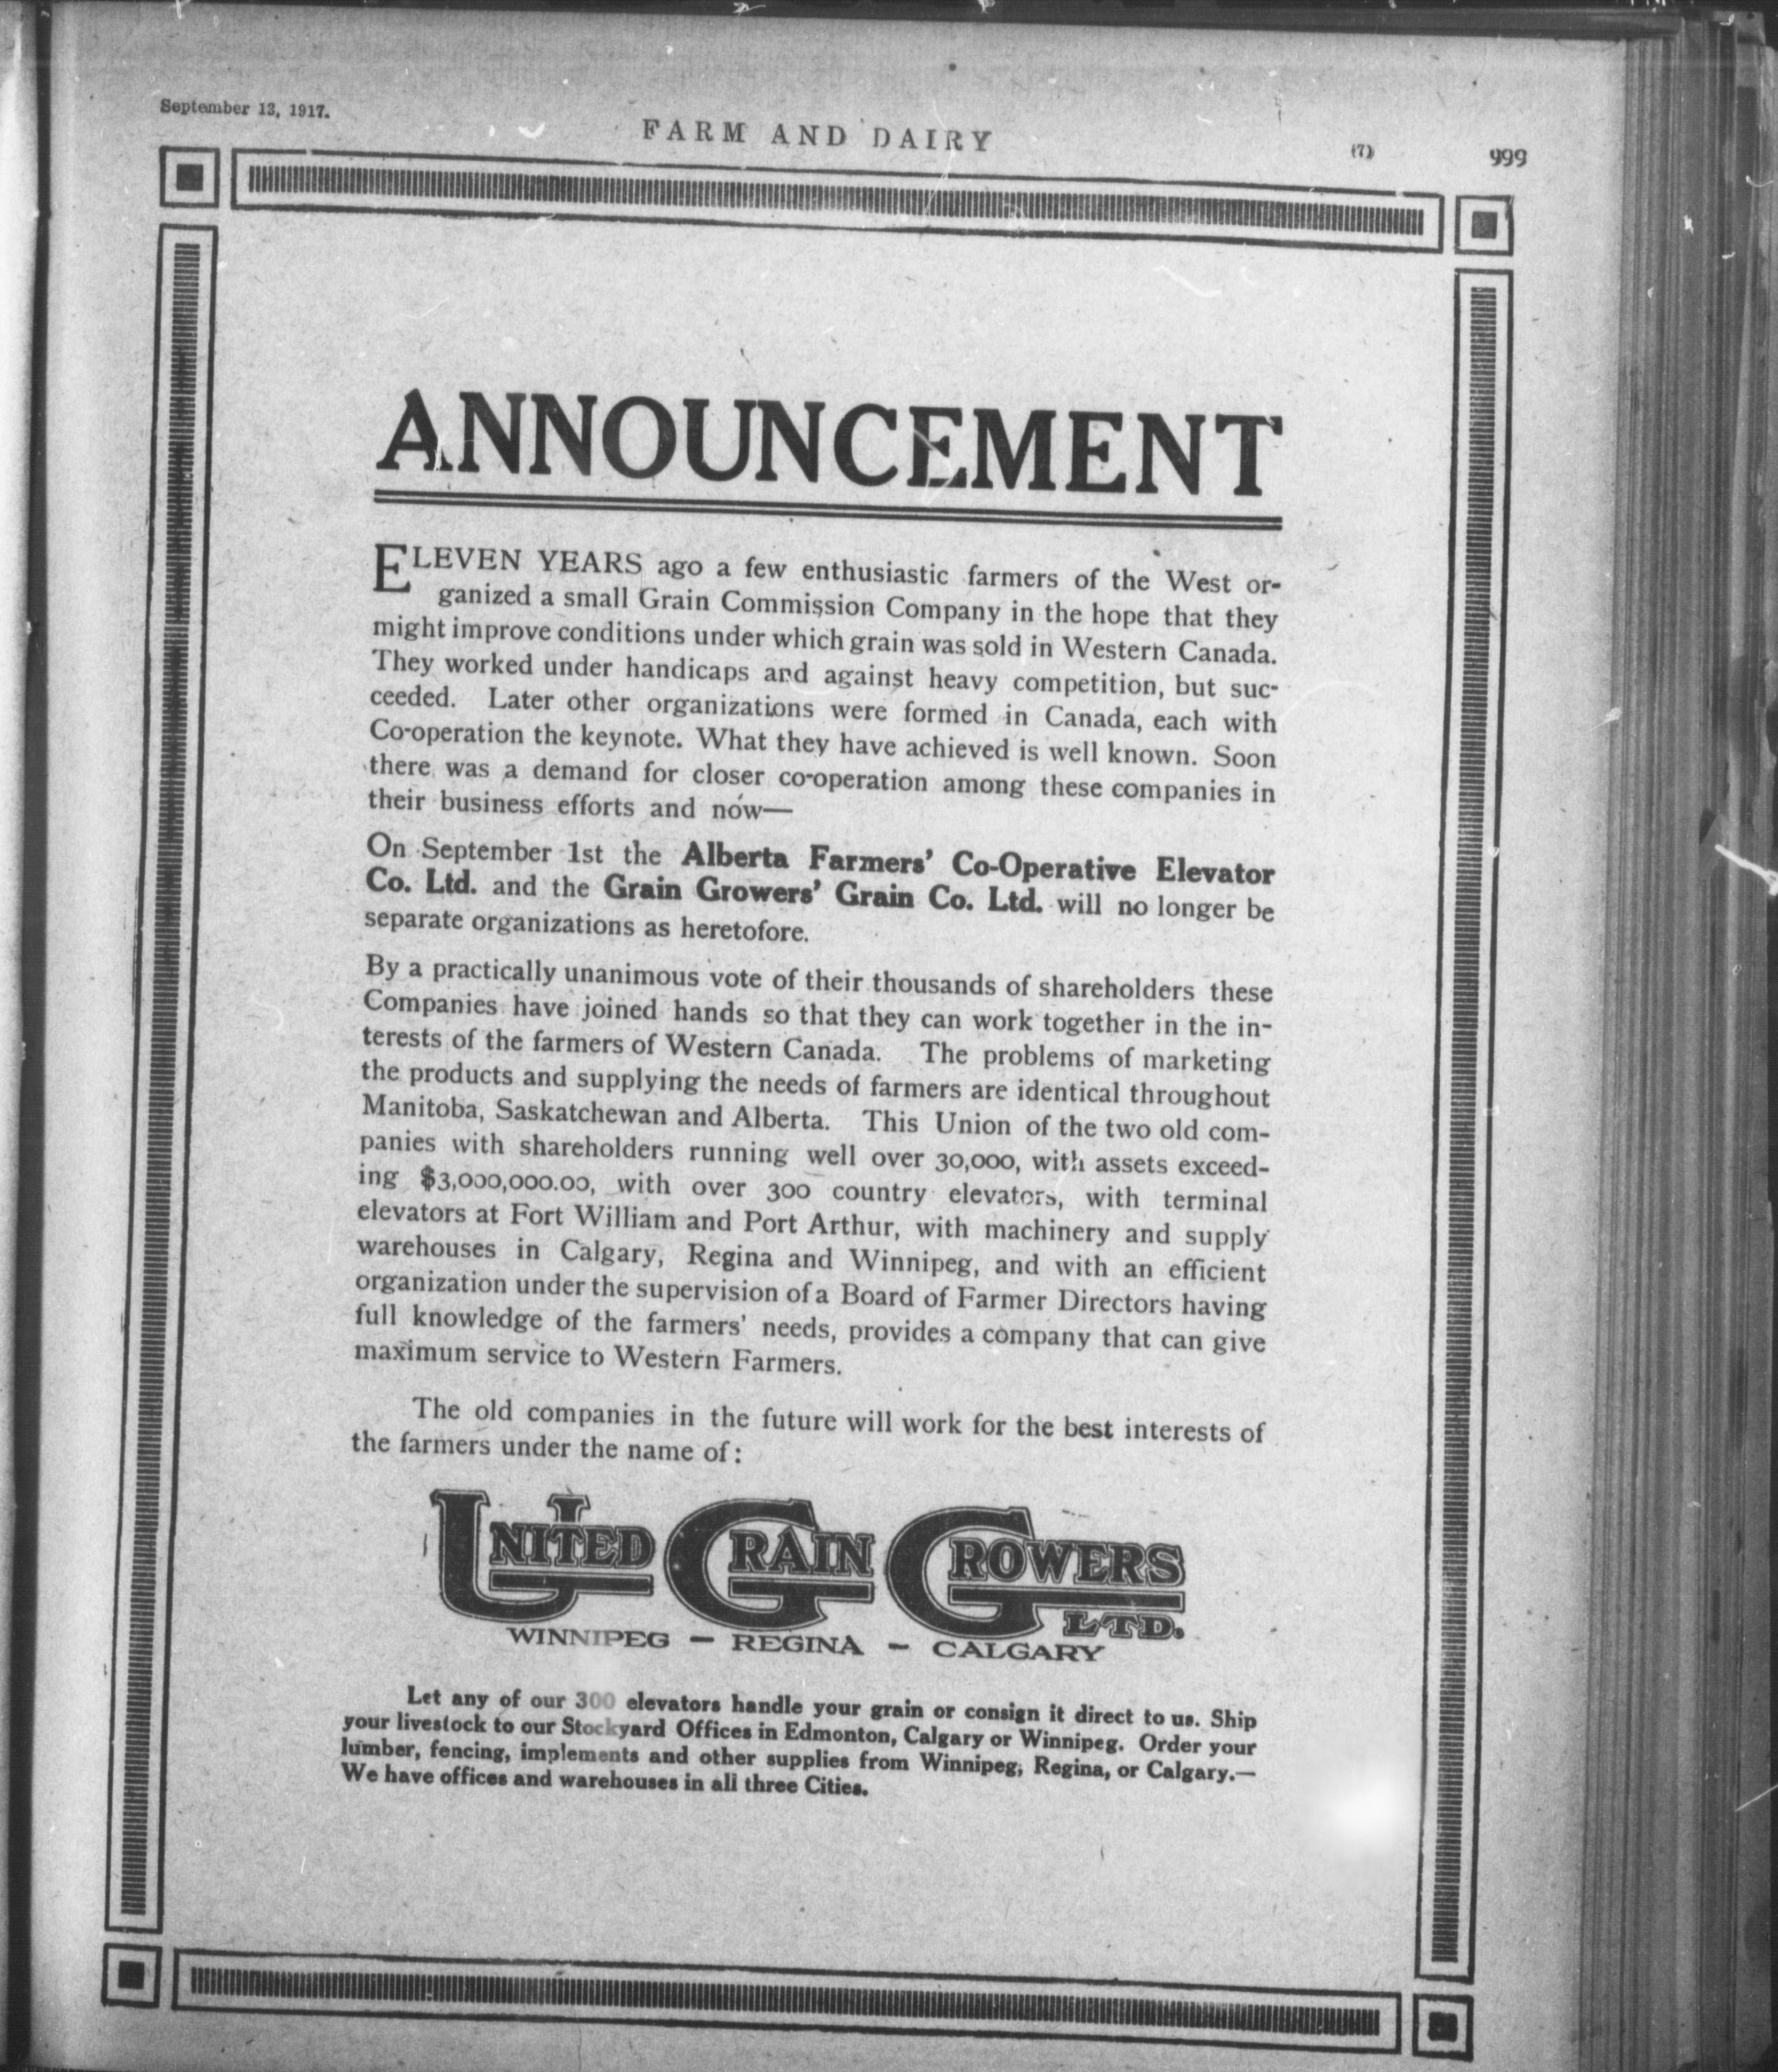 September 13, 1917.
FARM AND DAIRY
(7)
999
ANNOUNCEMENT
ELEVEN YEARS ago a few enthusiastic farmers of the West or-
ganized a small Grain Commission Company in the hope that they
might improve conditions under which grain was sold in Western Canada.
They worked under handicaps and against heavy competition, but suc-
ceeded. Later other organizations were formed in Canada, each with
Co-operation the keynote. What they have achieved is well known. Soon
there was a demand for closer co-operation among these companies in
their business efforts and now—
On September 1st the Alberta Farmers' Co-Operative Elevator
Co. Ltd. and the Grain Growers' Grain Co. Ltd. will no longer be
separate organizations as heretofore.
By a practically unanimous vote of their thousands of shareholders these
Companies have joined hands so that they can work together in the in-
terests of the farmers of Western Canada. The problems of marketing
the products and supplying the needs of farmers are identical throughout
Manitoba, Saskatchewan and Alberta. This Union of the two old com-
panies with shareholders running well over 30,000, with assets exceed-
ing $3,000,000.00, with over 300 country elevators, with terminal
elevators at Fort William and Port Arthur, with machinery and supply
warehouses in Calgary, Regina and Winnipeg, and with an efficient
organization under the supervision of a Board of Farmer Directors having
full knowledge of the farmers' needs, provides a company that can give
maximum service to Western Farmers.
The old companies in the future will work for the best interests of
the farmers under the name of:
UNITED GRAIN GROWERS
LTD.
WINNIPEG - REGINA - CALGARY
Let any of our 300 elevators handle your grain or consign it direct to us. Ship
your livestock to our Stockyard Offices in Edmonton, Calgary or Winnipeg. Order your
lumber, fencing, implements and other supplies from Winnipeg, Regina, or Calgary.—
We have offices and warehouses in all three Cities.